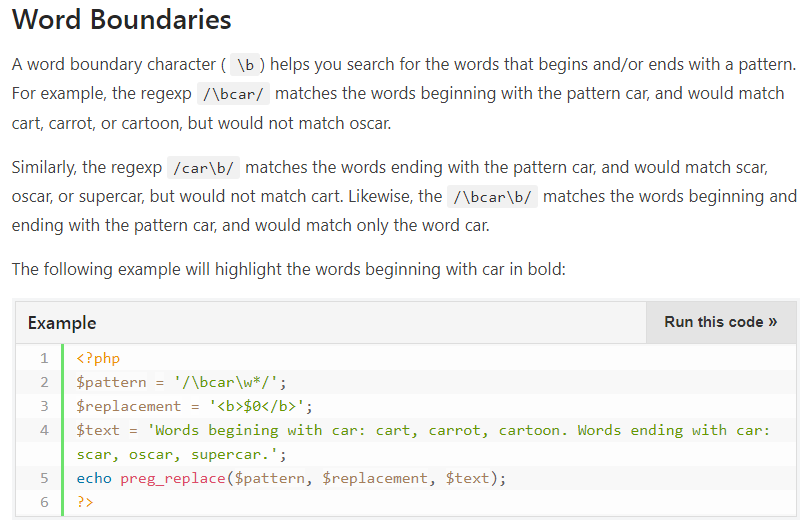 Word Boundaries
A word boundary character ( \b ) helps you search for the words that begins and/or ends with a pattern.
For example, the regexp /\bcar/ matches the words beginning with the pattern car, and would match
cart, carrot, or cartoon, but would not match oscar.
Similarly, the regexp /car\b/ matches the words ending with the pattern car, and would match scar,
oscar, or supercar, but would not match cart. Likewise, the /\bcar\b/ matches the words beginning and
ending with the pattern car, and would match only the word car.
The following example will highlight the words beginning with car in bold:
Example
Run this code »
1 <?php
2 $pattern = '/\bcar\w*/';
3 $replacement = '<b>$0</b>';
4 $text = 'Words begining with car: cart, carrot, cartoon. Words ending with car:
scar, oscar, supercar.';
5 echo preg_replace($pattern, $replacement, $text);
6 ?>